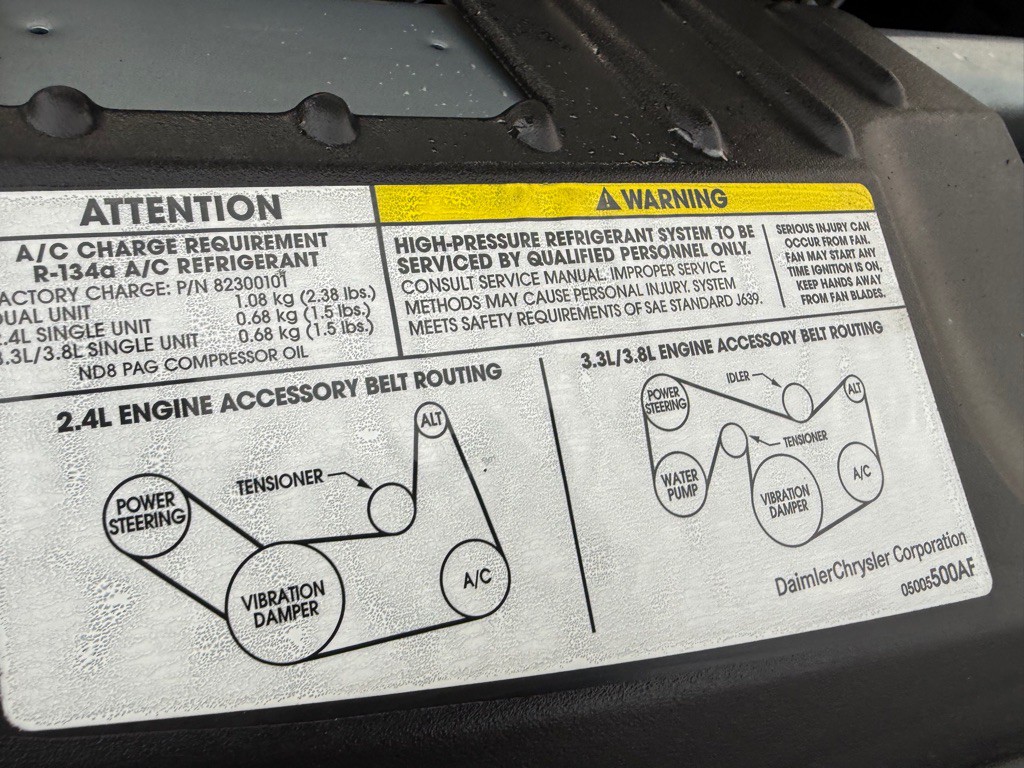 ATTENTION
A/C CHARGE REQUIREMENT
R-134a A/C REFRIGERANT
ACTORY CHARGE: P/N 82300101
DUAL UNIT 1.08 kg (2.38 lbs.)
.4L SINGLE UNIT 0.68 kg (1.5 lbs.)
3.3L/3.8L SINGLE UNIT 0.68 kg (1.5 lbs.)
ND8 PAG COMPRESSOR OIL
WARNING
HIGH-PRESSURE REFRIGERANT SYSTEM TO BE
SERVICED BY QUALIFIED PERSONNEL ONLY.
CONSULT SERVICE MANUAL. IMPROPER SERVICE
METHODS MAY CAUSE PERSONAL INJURY. SYSTEM
MEETS SAFETY REQUIREMENTS OF SAE STANDARD J639.
SERIOUS INJURY CAN
OCCUR FROM FAN.
FAN MAY START ANY
TIME IGNITION IS ON,
KEEP HANDS AWAY
FROM FAN BLADES.
2.4L ENGINE ACCESSORY BELT ROUTING
ALT
TENSIONER
POWER
STEERING
VIBRATION
DAMPER
A/C
3.3L/3.8L ENGINE ACCESSORY BELT ROUTING
IDLER
ALT
POWER
STEERING
TENSIONER
WATER
PUMP
VIBRATION
DAMPER
A/C
DaimlerChrysler Corporation
05005500AF